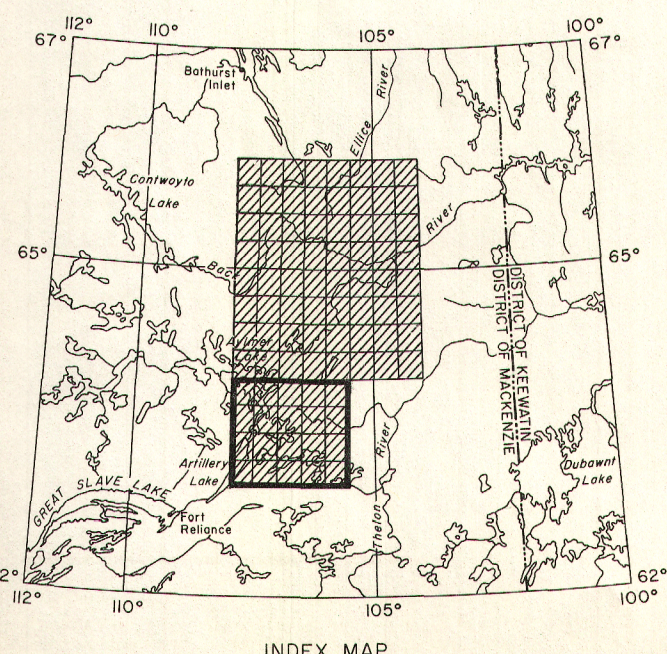 112° 110° 105° 100°
67° 67°
Bathurst
Inlet
Ellice River
Contwoyto
Lake
River
65° 65°
Back
Aylmer
Lake
DISTRICT OF KEEWATIN
DISTRICT OF MACKENZIE
River
Artillery
Lake
Dubawnt
Lake
GREAT SLAVE LAKE
Fort
Reliance
Thelon
2° 62°
112° 110° 105° 100°
INDEX MAP